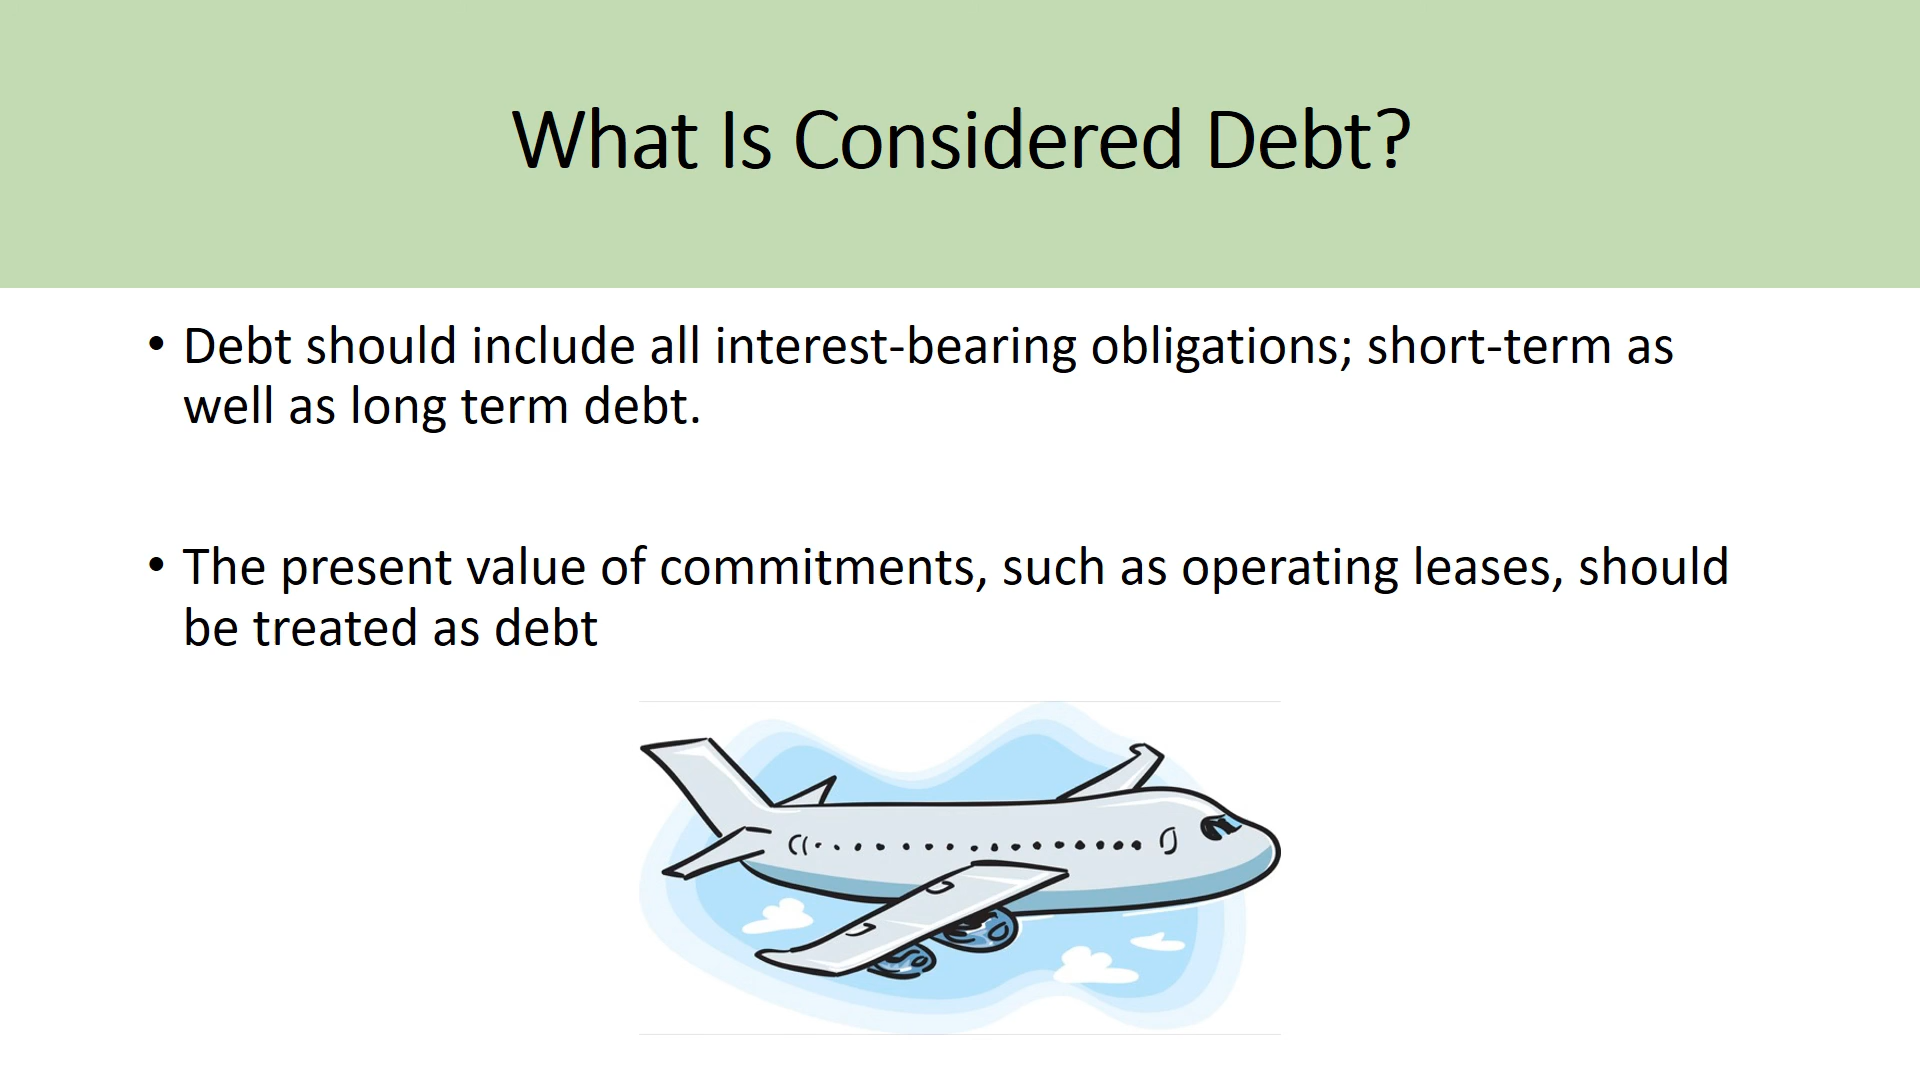 What Is Considered Debt?
• Debt should include all interest-bearing obligations; short-term as
well as long term debt.
• The present value of commitments, such as operating leases, should
be treated as debt